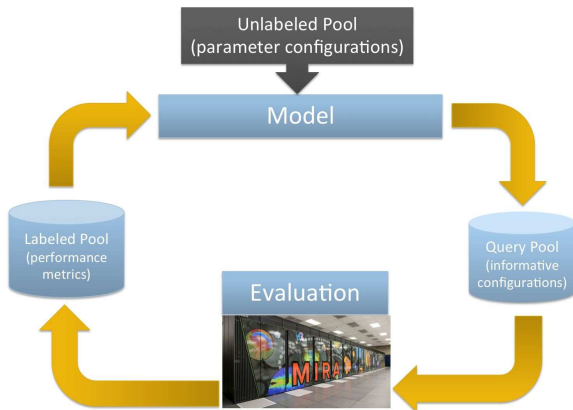 Unlabeled Pool
(parameter configurations)
Model
Labeled Pool
(performance
metrics)
Query Pool
(informative
configurations)
Evaluation
MIRA